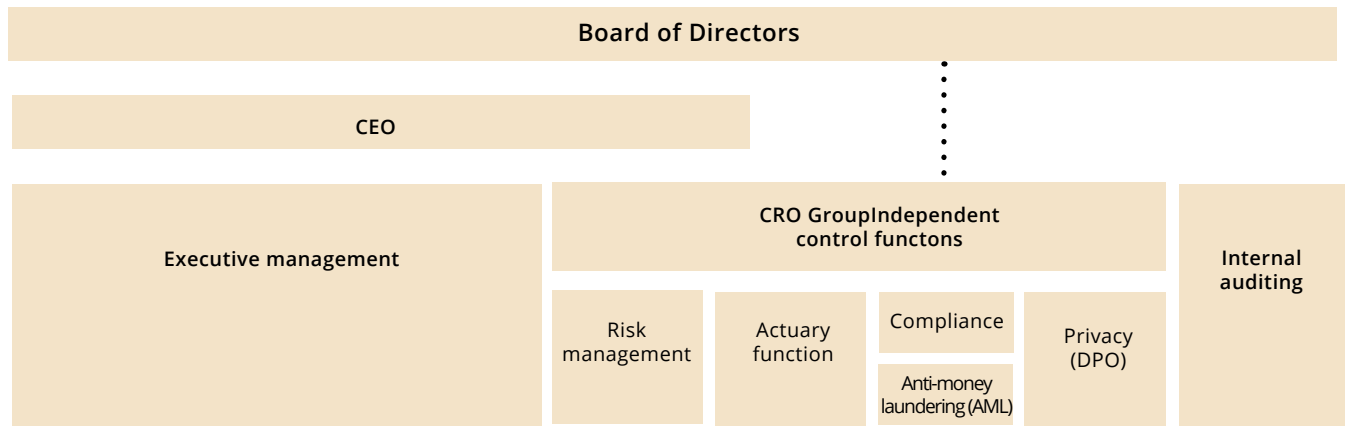 Board of Directors
CEO
Executive management
CRO GroupIndependent
control functons
Internal
auditing
Risk
management
Actuary
function
Compliance
Anti-money
laundering (AML)
Privacy
(DPO)